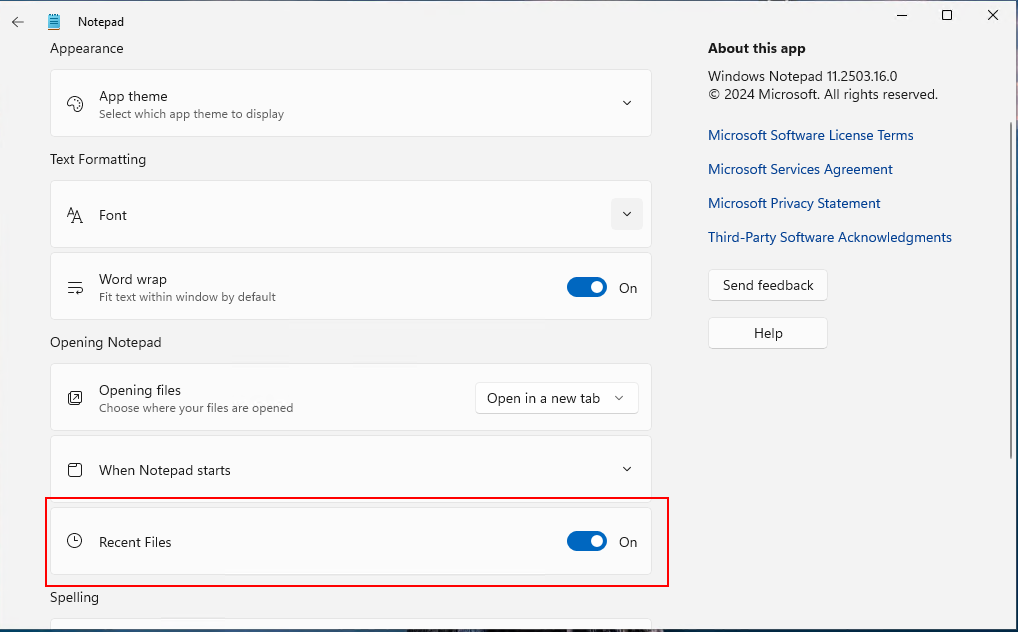 Notepad
Appearance
App theme
Select which app theme to display
Text Formatting
Font
Word wrap
Fit text within window by default
On
Opening Notepad
Opening files
Choose where your files are opened
Open in a new tab
When Notepad starts
Recent Files
On
Spelling
About this app
Windows Notepad 11.2503.16.0
© 2024 Microsoft. All rights reserved.
Microsoft Software License Terms
Microsoft Services Agreement
Microsoft Privacy Statement
Third-Party Software Acknowledgments
Send feedback
Help